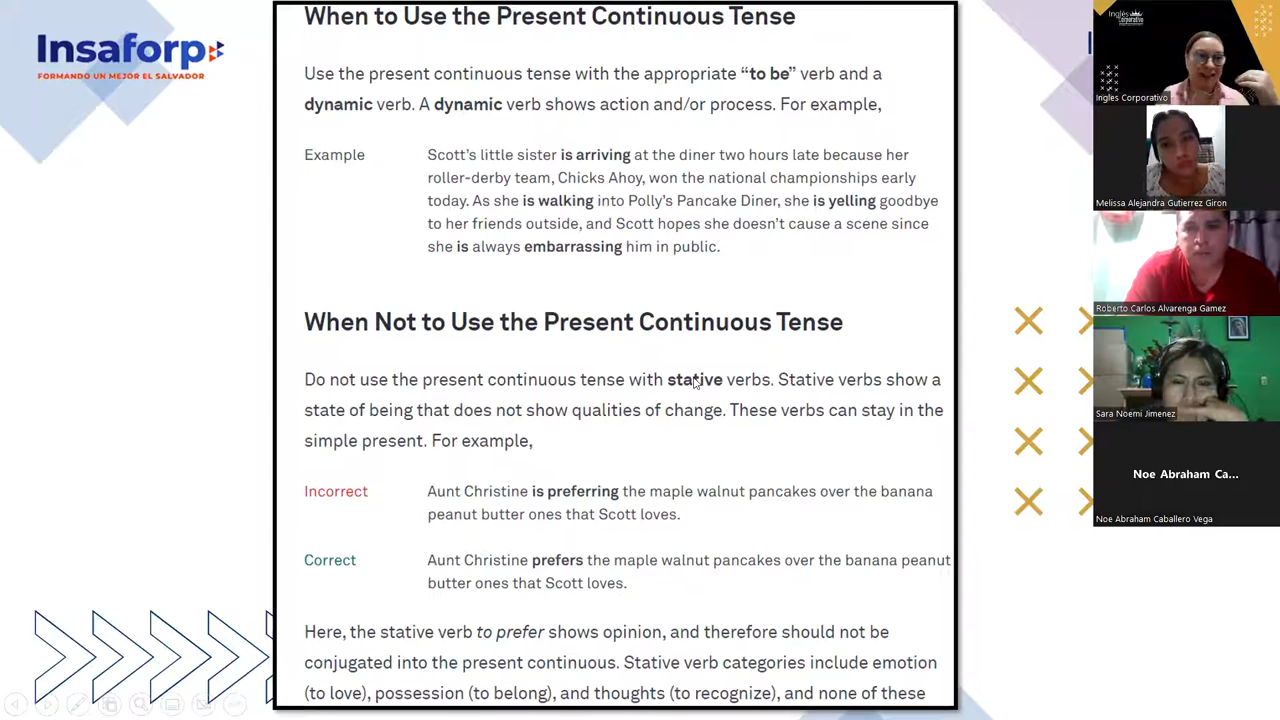 Insaforp
FORMANDO UN MEJOR EL SALVADOR
When to Use the Present Continuous Tense
Use the present continuous tense with the appropriate “to be” verb and a
dynamic verb. A dynamic verb shows action and/or process. For example,
Example
Scott’s little sister is arriving at the diner two hours late because her
roller-derby team, Chicks Ahoy, won the national championships early
today. As she is walking into Polly’s Pancake Diner, she is yelling goodbye
to her friends outside, and Scott hopes she doesn’t cause a scene since
she is always embarrassing him in public.
When Not to Use the Present Continuous Tense
Do not use the present continuous tense with stative verbs. Stative verbs show a
state of being that does not show qualities of change. These verbs can stay in the
simple present. For example,
Incorrect
Aunt Christine is preferring the maple walnut pancakes over the banana
peanut butter ones that Scott loves.
Correct
Aunt Christine prefers the maple walnut pancakes over the banana peanut
butter ones that Scott loves.
Here, the stative verb to prefer shows opinion, and therefore should not be
conjugated into the present continuous. Stative verb categories include emotion
(to love), possession (to belong), and thoughts (to recognize), and none of these
Inglés
Corporativo
Ingles Corporativo
Melissa Alejandra Gutierrez Giron
Roberto Carlos Alvarenga Gamez
Sara Noemi Jimenez
Noe Abraham Ca...
Noe Abraham Caballero Vega